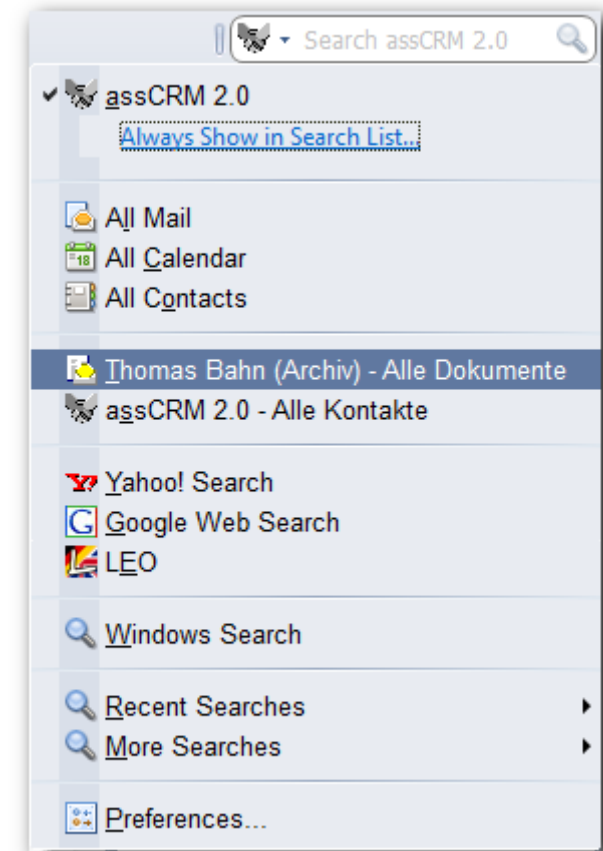 Search assCRM 2.0
assCRM 2.0
Always Show in Search List...
All Mail
18
All Calendar
All Contacts
Thomas Bahn (Archiv) - Alle Dokumente
assCRM 2.0 - Alle Kontakte
Y! Yahoo! Search
G Google Web Search
LEO
Windows Search
Recent Searches
More Searches
Preferences...